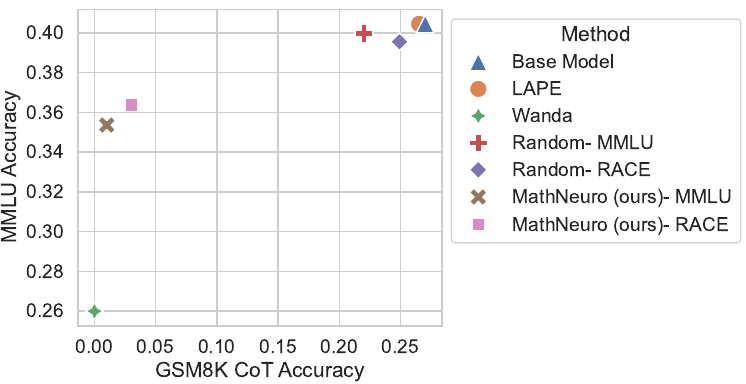 MMLU Accuracy
0.40
0.38
0.36
0.34
0.32
0.30
0.28
0.26
0.00 0.05 0.10 0.15 0.20 0.25
GSM8K CoT Accuracy
Method
Base Model
LAPE
Wanda
Random- MMLU
Random- RACE
MathNeuro (ours)- MMLU
MathNeuro (ours)- RACE